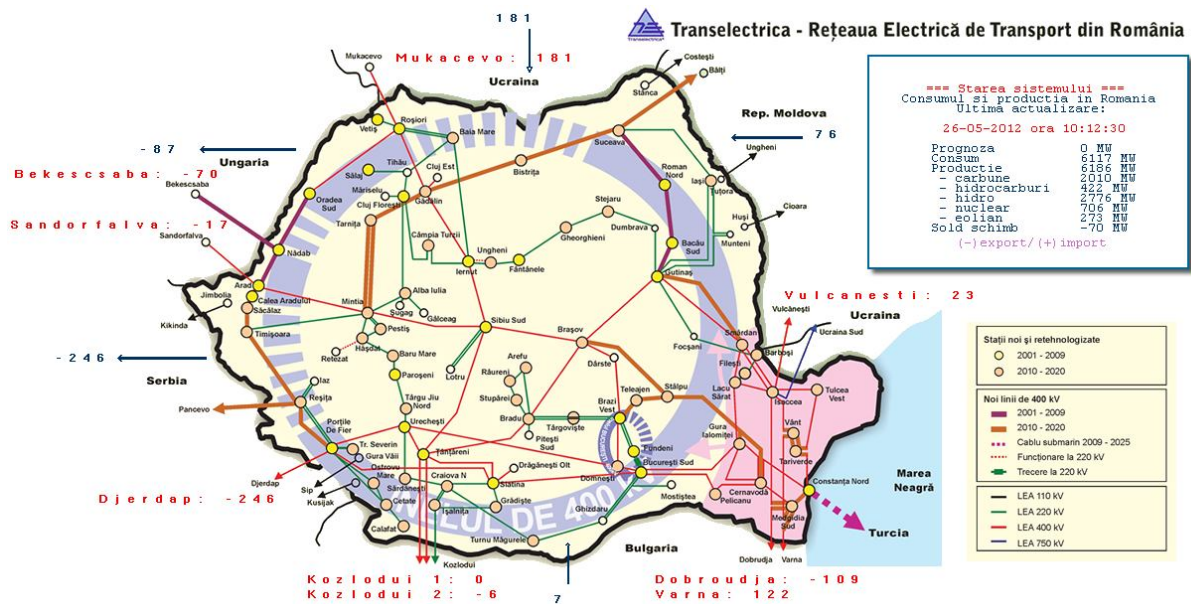 181
Transelectrica
Transelectrica - Rețeaua Electrică de Transport din România
Mukacevo: 181
Mukacevo
Ucraina
Costești
Bălți
Stânca
=== Starea sistemului ===
Consumul si productia in Romania
Ultima actualizare:
26-05-2012 ora 10:12:30
Prognoza 0 MW
Consum 6117 MW
Productie 6186 MW
- carbune 2010 MW
- hidrocarburi 422 MW
- hidro 2776 MW
- nuclear 706 MW
- eolian 273 MW
Sold schimb -70 MW
(-)export/(+)import
Rep. Moldova
76
-87
Ungaria
Vetiș
Roșiori
Baia Mare
Suceava
Ungheni
Bekescsaba: -70
Bekescsaba
Tihău
Sălaj
Cluj Est
Bistrița
Roman Nord
Iași
Țuțora
Oradea Sud
Mărișelu
Cluj Florești
Gădălin
Stejaru
Huși
Cioara
Sandorfalva: -17
Sandorfalva
Tarnița
Câmpia Turzii
Dumbrava
Gheorghieni
Munteni
Nădab
Ungheni
Iernut
Fântânele
Bacău Sud
Gutinaș
Arad
Calea Aradului
Săcălaz
Jimbolia
Kikinda
Timișoara
Mintia
Alba Iulia
Șugag
Gâlceag
Sibiu Sud
Brașov
Vulcanesti: 23
Vulcănești
Ucraina
Ucraina Sud
Smârdan
Focșani
Barboși
Filești
Retezat
Hășdat
Peștiș
Baru Mare
Paroșeni
Lotru
Arefu
Râureni
Stupărei
Dârste
Lacu Sărat
Isaccea
Tulcea Vest
-246
Serbia
Pancevo
Iaz
Reșița
Târgu Jiu Nord
Urechești
Bradu
Pitești Sud
Târgoviște
Teleajen
Stâlpu
Brazi Vest
Gura Ialomiței
Vânt
Tariverde
Porțile De Fier
Tr. Severin
Gura Văii
Ostrovu Mare
Țânțăreni
Drăgănești Olt
Slatina
Fundeni
București Sud
Domnești
Constanța Nord
Marea Neagră
Djerdap
Djerdap: -246
Sip
Kusijak
Sărdănești
Craiova N
Cetate
Ișalnița
Grădiște
Mostiștea
Ghizdaru
Pelicanu
Cernavodă
Medgidia Sud
Turcia
INELUL DE 400 KV
Calafat
Turnu Măgurele
Kozlodui
Bulgaria
Dobrudja
Varna
Kozlodui 1: 0
Kozlodui 2: -6
7
Dobroudja: -109
Varna: 122
Stații noi și retehnologizate
2001 - 2009
2010 - 2020
Noi linii de 400 kV
2001 - 2009
2010 - 2020
Cablu submarin 2009 - 2025
Funcționare la 220 kV
Trecere la 220 kV
LEA 110 kV
LEA 220 kV
LEA 400 kV
LEA 750 kV